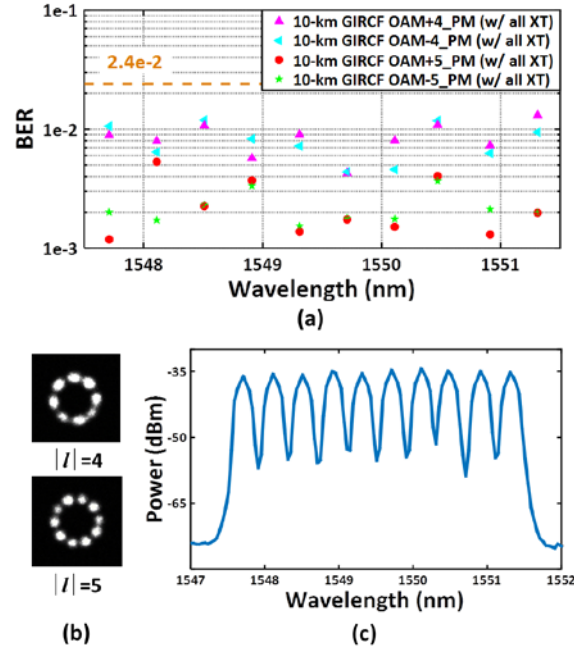 10-km GIRCF OAM+4_PM (w/ all XT)
10-km GIRCF OAM-4_PM (w/ all XT)
10-km GIRCF OAM+5_PM (w/ all XT)
10-km GIRCF OAM-5_PM (w/ all XT)
1e-1
2.4e-2
1e-2
1e-3
BER
1548 1549 1550 1551
Wavelength (nm)
(a)
|l|=4
|l|=5
(b)
-35
-50
-65
Power (dBm)
1547 1548 1549 1550 1551 1552
Wavelength (nm)
(c)